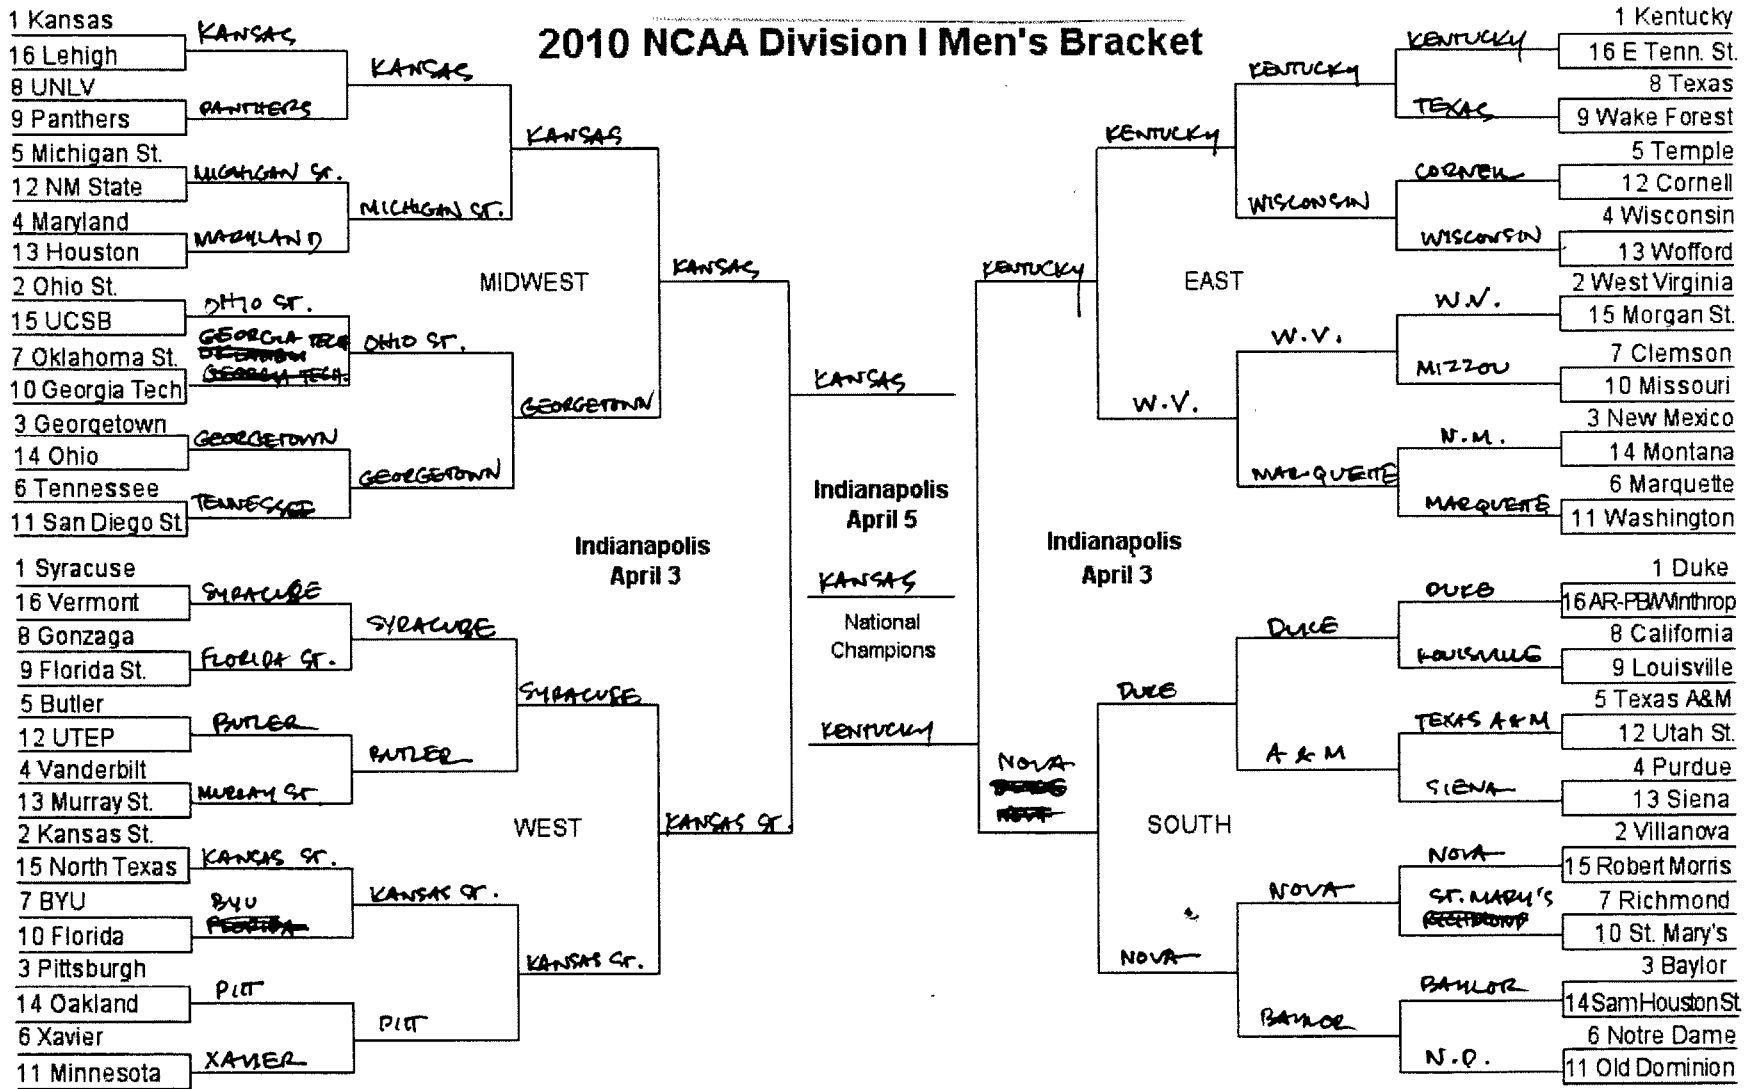 2010 NCAA Division I Men's Bracket
1 Kansas
16 Lehigh
8 UNLV
9 Panthers
5 Michigan St.
12 NM State
4 Maryland
13 Houston
2 Ohio St.
15 UCSB
7 Oklahoma St.
10 Georgia Tech
3 Georgetown
14 Ohio
6 Tennessee
11 San Diego St.
1 Syracuse
16 Vermont
8 Gonzaga
9 Florida St.
5 Butler
12 UTEP
4 Vanderbilt
13 Murray St.
2 Kansas St.
15 North Texas
7 BYU
10 Florida
3 Pittsburgh
14 Oakland
6 Xavier
11 Minnesota
KANSAS
PANTHERS
MICHIGAN ST.
MARYLAND
OHIO ST.
GEORGIA TECH
GEORGIA TECH.
GEORGETOWN
TENNESSEE
SYRACUSE
FLORIDA ST.
BUTLER
MURRAY ST
KANSAS ST.
BYU
FLORIDA
PITT
XAVIER
KANSAS
MICHIGAN ST.
OHIO ST.
GEORGETOWN
SYRACUSE
BUTLER
KANSAS ST.
PITT
KANSAS
MIDWEST
GEORGETOWN
SYRACUSE
WEST
KANSAS ST.
KANSAS
Indianapolis
April 3
KANSAS ST.
KANSAS
Indianapolis
April 5
KANSAS
National
Champions
KENTUCKY
KENTUCKY
Indianapolis
April 3
NOVA
KENTUCKY
EAST
W.V.
DUKE
SOUTH
NOVA
KENTUCKY
WISCONSIN
W.V.
MARQUETTE
DUKE
A & M
NOVA
BAYLOR
KENTUCKY
TEXAS
CORNELL
WISCONSIN
W.V.
MIZZOU
N.M.
MARQUETTE
DUKE
LOUISVILLE
TEXAS A & M
SIENA
NOVA
ST. MARY'S
RICHMOND
BAYLOR
N.D.
1 Kentucky
16 E Tenn. St.
8 Texas
9 Wake Forest
5 Temple
12 Cornell
4 Wisconsin
13 Wofford
2 West Virginia
15 Morgan St.
7 Clemson
10 Missouri
3 New Mexico
14 Montana
6 Marquette
11 Washington
1 Duke
16 AR-PB/Winthrop
8 California
9 Louisville
5 Texas A&M
12 Utah St.
4 Purdue
13 Siena
2 Villanova
15 Robert Morris
7 Richmond
10 St. Mary's
3 Baylor
14 Sam Houston St
6 Notre Dame
11 Old Dominion